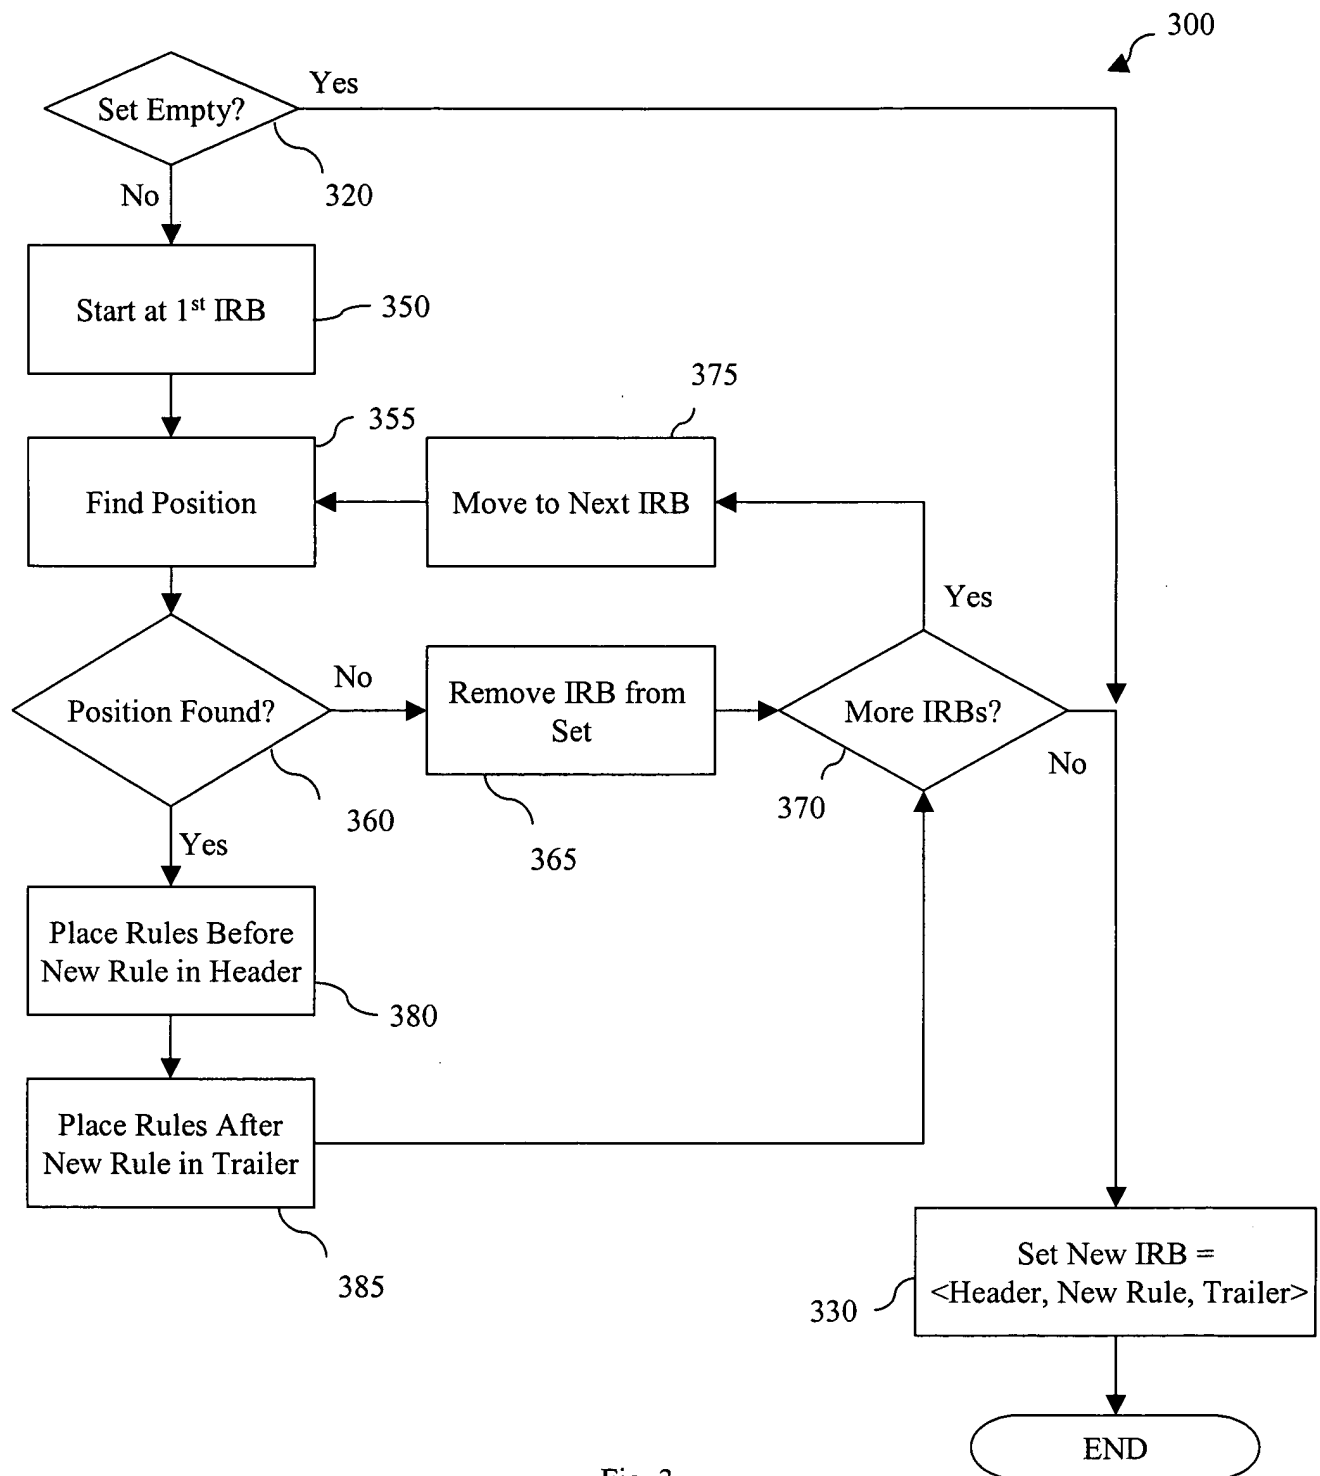 300
Yes
Set Empty?
320
No
Start at 1st IRB
350
375
355
Find Position
Move to Next IRB
Yes
No
Position Found?
Remove IRB from
Set
More IRBs?
No
360
370
365
Yes
Place Rules Before
New Rule in Header
380
Place Rules After
New Rule in Trailer
385
Set New IRB =
<Header, New Rule, Trailer>
330
END